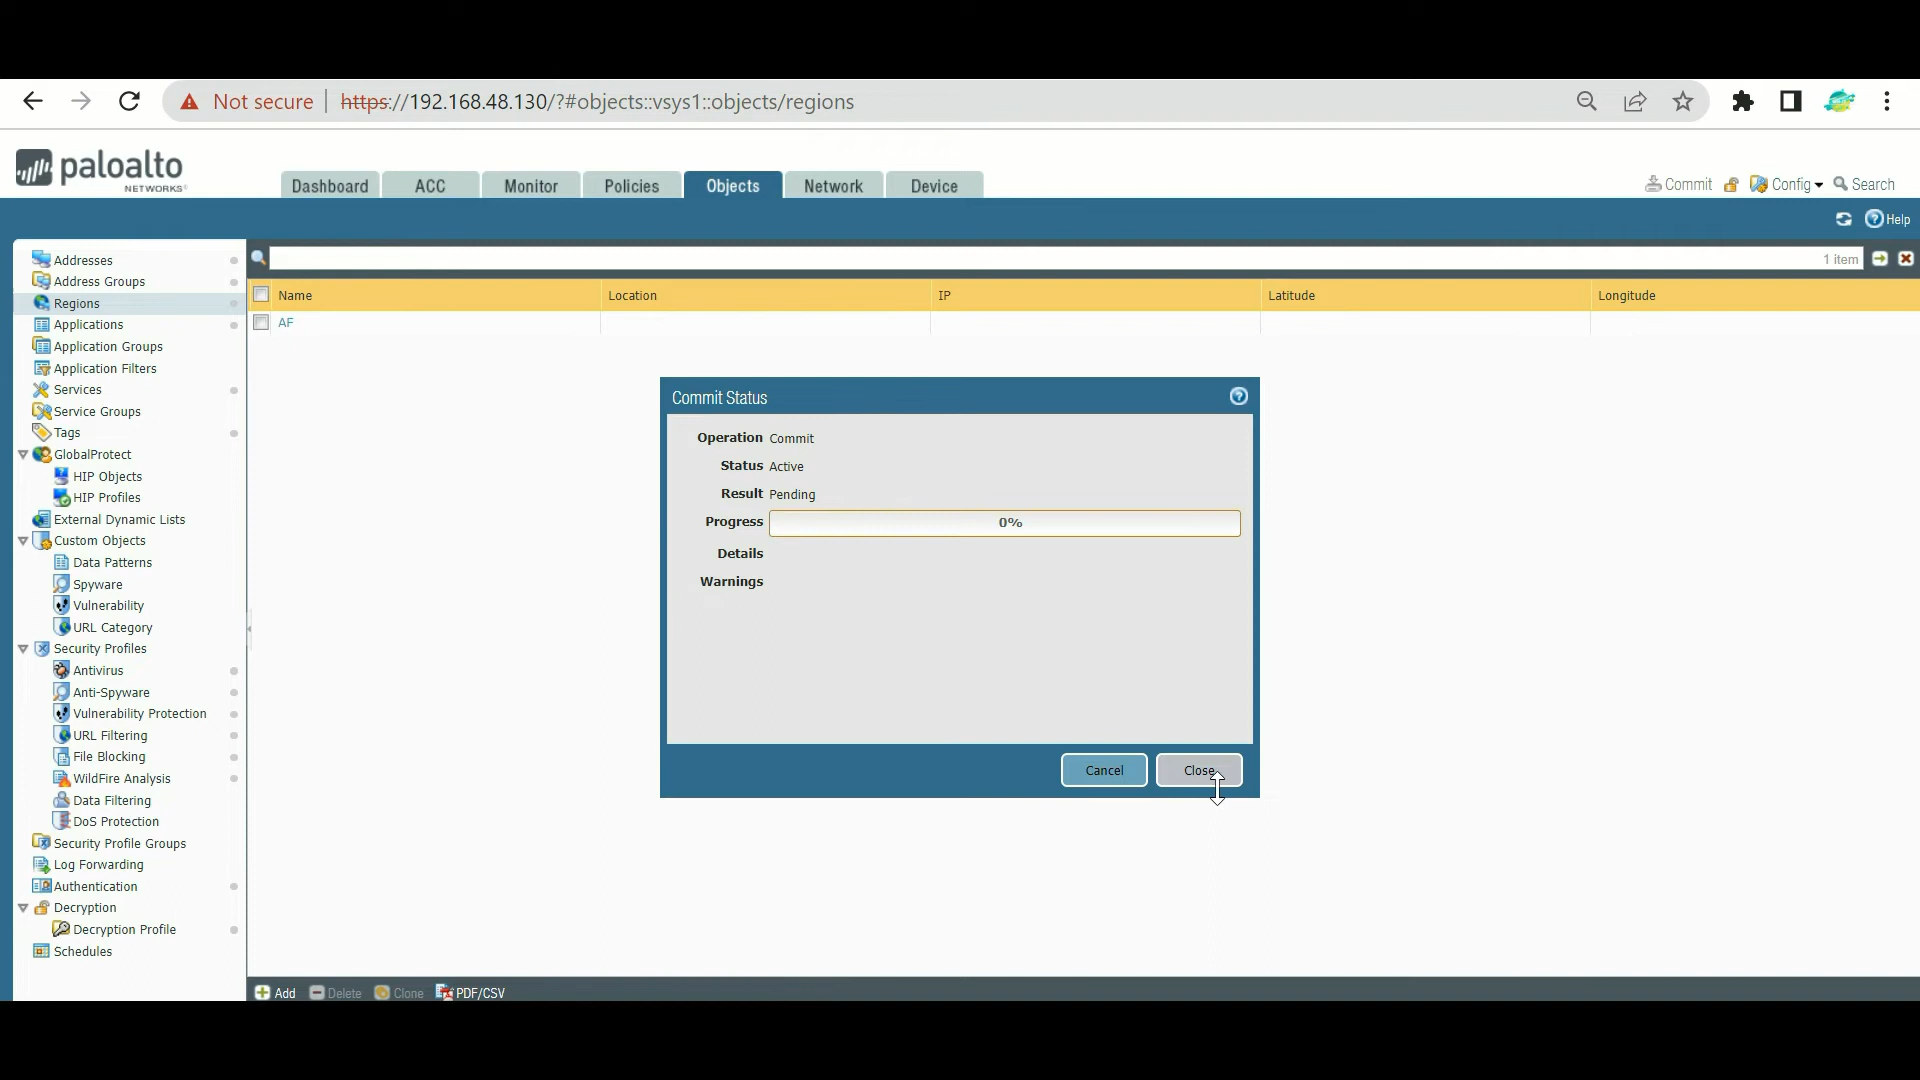 Not secure https://192.168.48.130/?#objects::vsys1::objects/regions
paloalto
NETWORKS®
Dashboard ACC Monitor Policies Objects Network Device
Commit Config Search
Help
1 item
Addresses
Address Groups
Regions
Applications
Application Groups
Application Filters
Services
Service Groups
Tags
GlobalProtect
HIP Objects
HIP Profiles
External Dynamic Lists
Custom Objects
Data Patterns
Spyware
Vulnerability
URL Category
Security Profiles
Antivirus
Anti-Spyware
Vulnerability Protection
URL Filtering
File Blocking
WildFire Analysis
Data Filtering
DoS Protection
Security Profile Groups
Log Forwarding
Authentication
Decryption
Decryption Profile
Schedules
Name Location IP Latitude Longitude
AF
Commit Status
Operation Commit
Status Active
Result Pending
Progress 0%
Details
Warnings
Cancel Close
Add Delete Clone PDF/CSV